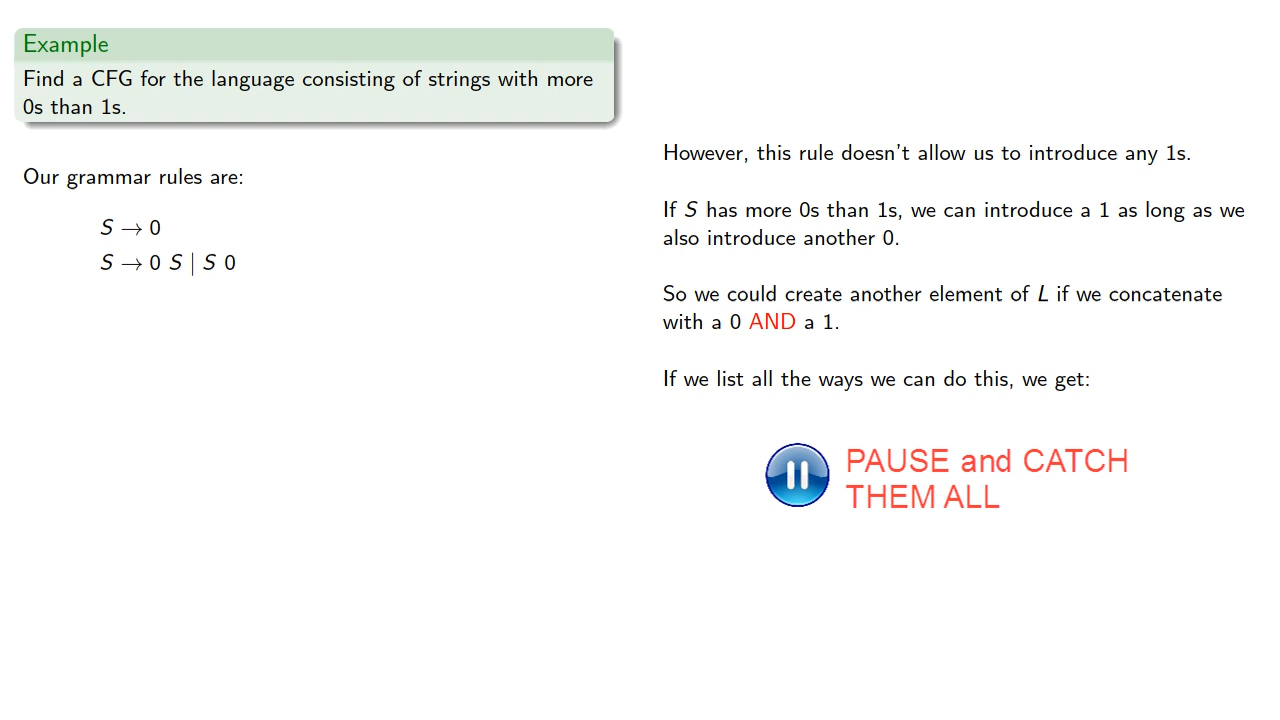 Example
Find a CFG for the language consisting of strings with more
0s than 1s.
Our grammar rules are:
S → 0
S → 0 S | S 0
However, this rule doesn't allow us to introduce any 1s.
If S has more 0s than 1s, we can introduce a 1 as long as we
also introduce another 0.
So we could create another element of L if we concatenate
with a 0 AND a 1.
If we list all the ways we can do this, we get:
PAUSE and CATCH
THEM ALL